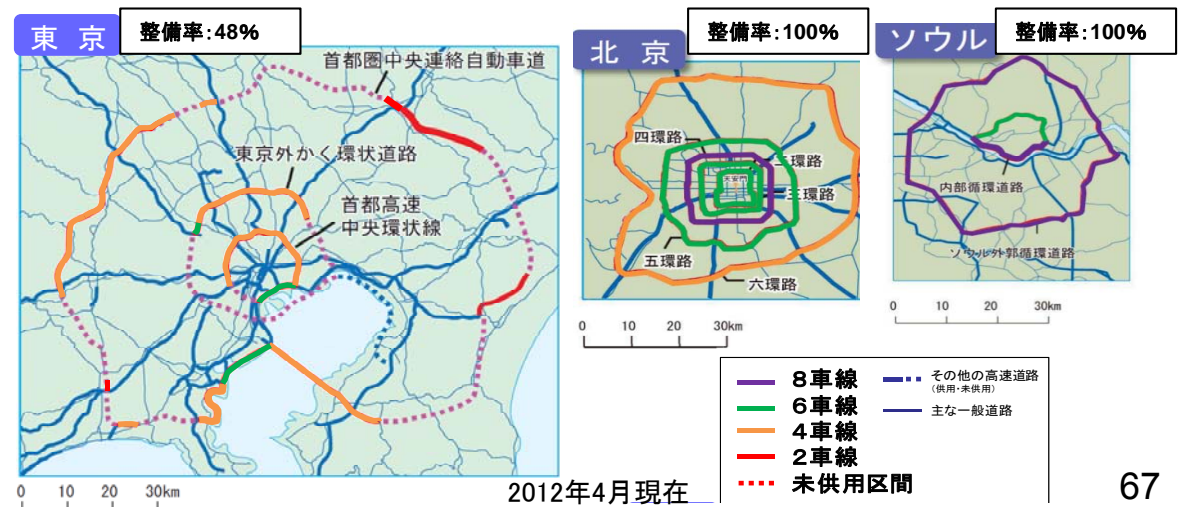 東 京
整備率:48%
首都圏中央連絡自動車道
東京外かく環状道路
首都高速
中央環状線
0 10 20 30km
北 京
整備率:100%
四環路
二環路
天安門
三環路
五環路
六環路
0 10 20 30km
ソウル
整備率:100%
内部循環道路
ソウル外郭循環道路
0 10 20 30km
8車線
6車線
4車線
2車線
未供用区間
その他の高速道路
(供用・未供用)
主な一般道路
2012年4月現在
67